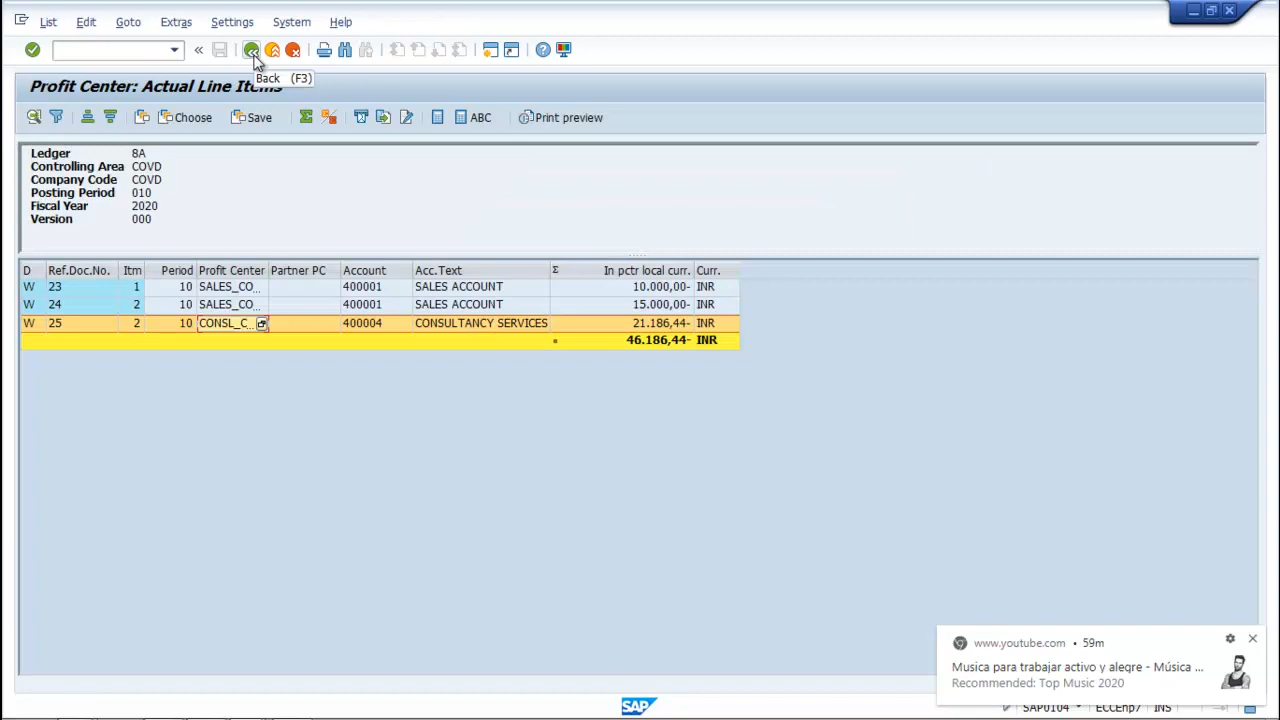 List Edit Goto Extras Settings System Help
Back (F3)
Profit Center: Actual Line Items
Choose Save ABC Print preview
Ledger 8A
Controlling Area COVD
Company Code COVD
Posting Period 010
Fiscal Year 2020
Version 000
D Ref.Doc.No. Itm Period Profit Center Partner PC Account Acc.Text Σ In pctr local curr. Curr.
W 23 1 10 SALES_CO... 400001 SALES ACCOUNT 10.000,00- INR
W 24 2 10 SALES_CO... 400001 SALES ACCOUNT 15.000,00- INR
W 25 2 10 CONSL_C... 400004 CONSULTANCY SERVICES 21.186,44- INR
46.186,44- INR
www.youtube.com • 59m
Musica para trabajar activo y alegre - Música ...
Recommended: Top Music 2020
SAP
SAP0104 ECCEhp7 INS